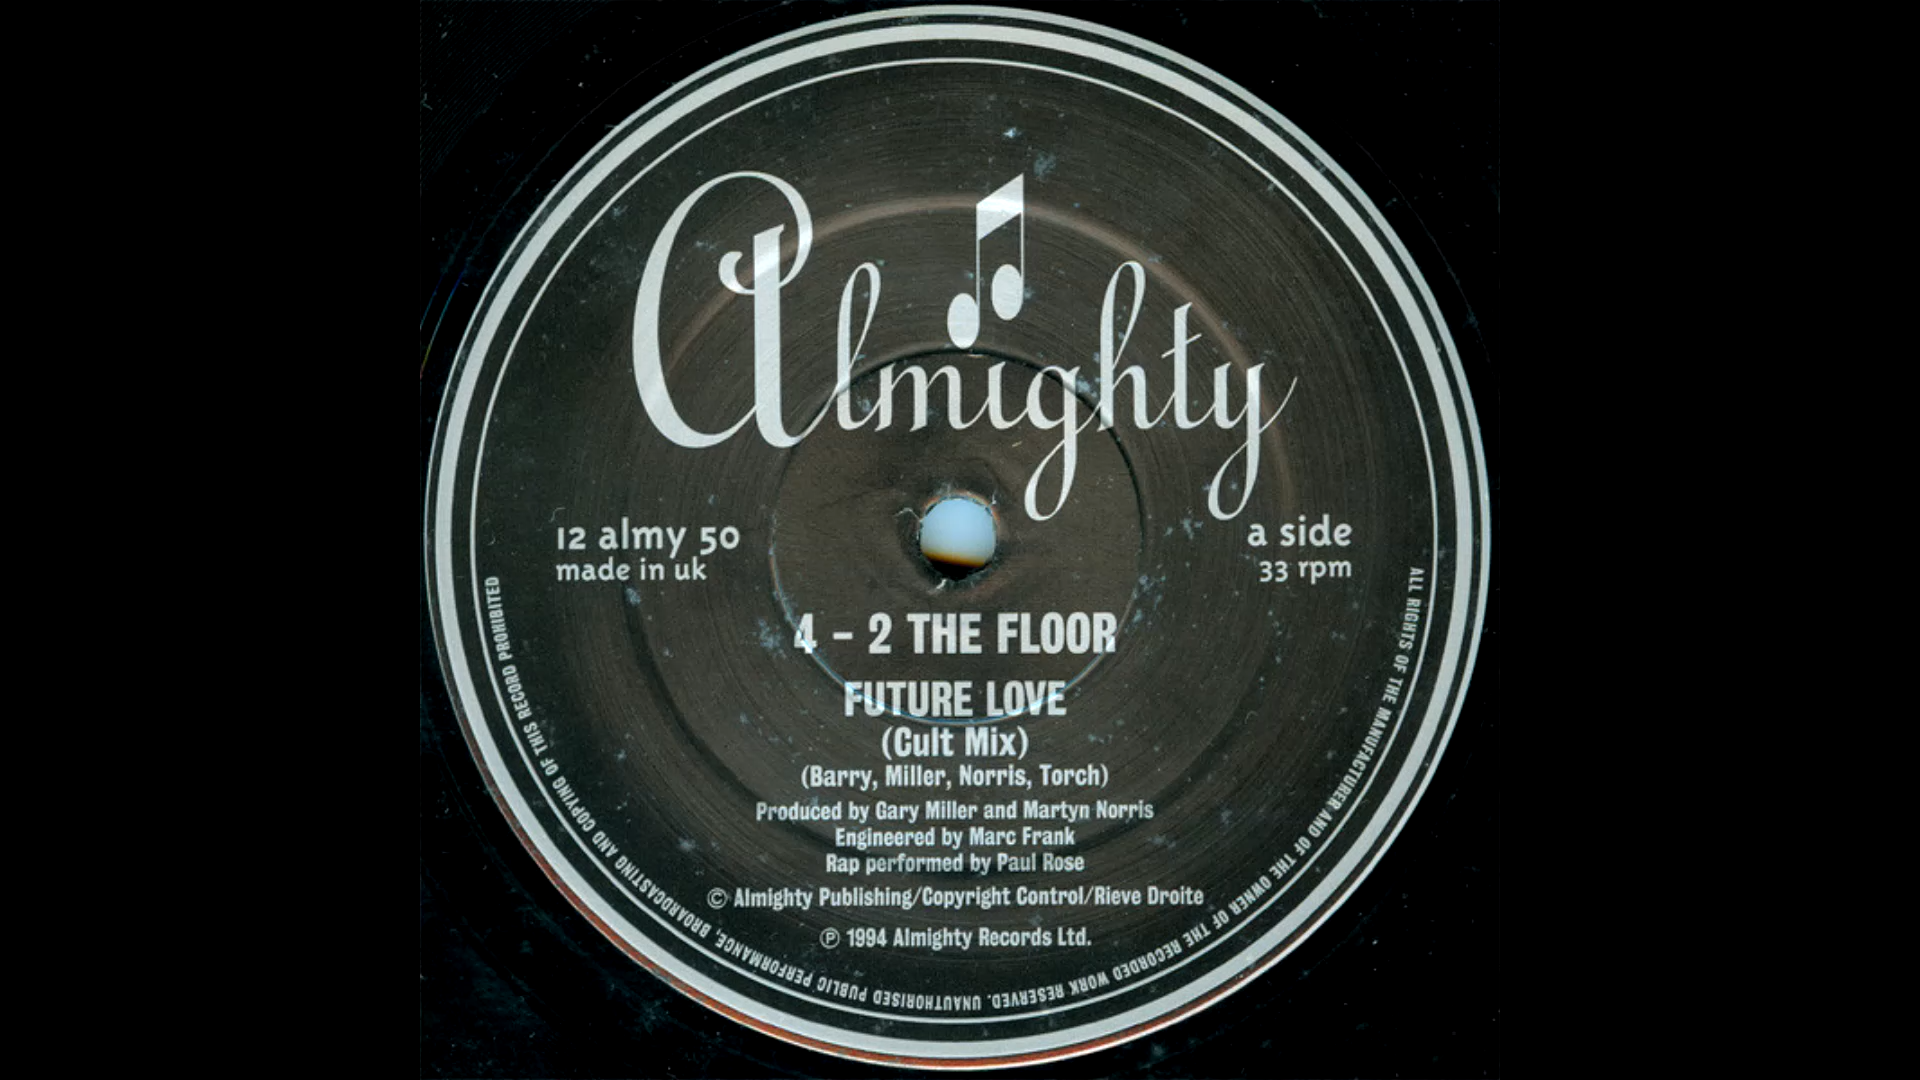 Almighty
12 almy 50
made in uk
a side
33 rpm
4 – 2 THE FLOOR
FUTURE LOVE
(Cult Mix)
(Barry, Miller, Norris, Torch)
Produced by Gary Miller and Martyn Norris
Engineered by Marc Frank
Rap performed by Paul Rose
© Almighty Publishing/Copyright Control/Rieve Droite
℗ 1994 Almighty Records Ltd.
ALL RIGHTS OF THE MANUFACTURER AND OF THE OWNER OF THE RECORDED WORK RESERVED. UNAUTHORISED PUBLIC PERFORMANCE, BROARDCASTING AND COPYING OF THIS RECORD PROHIBITED